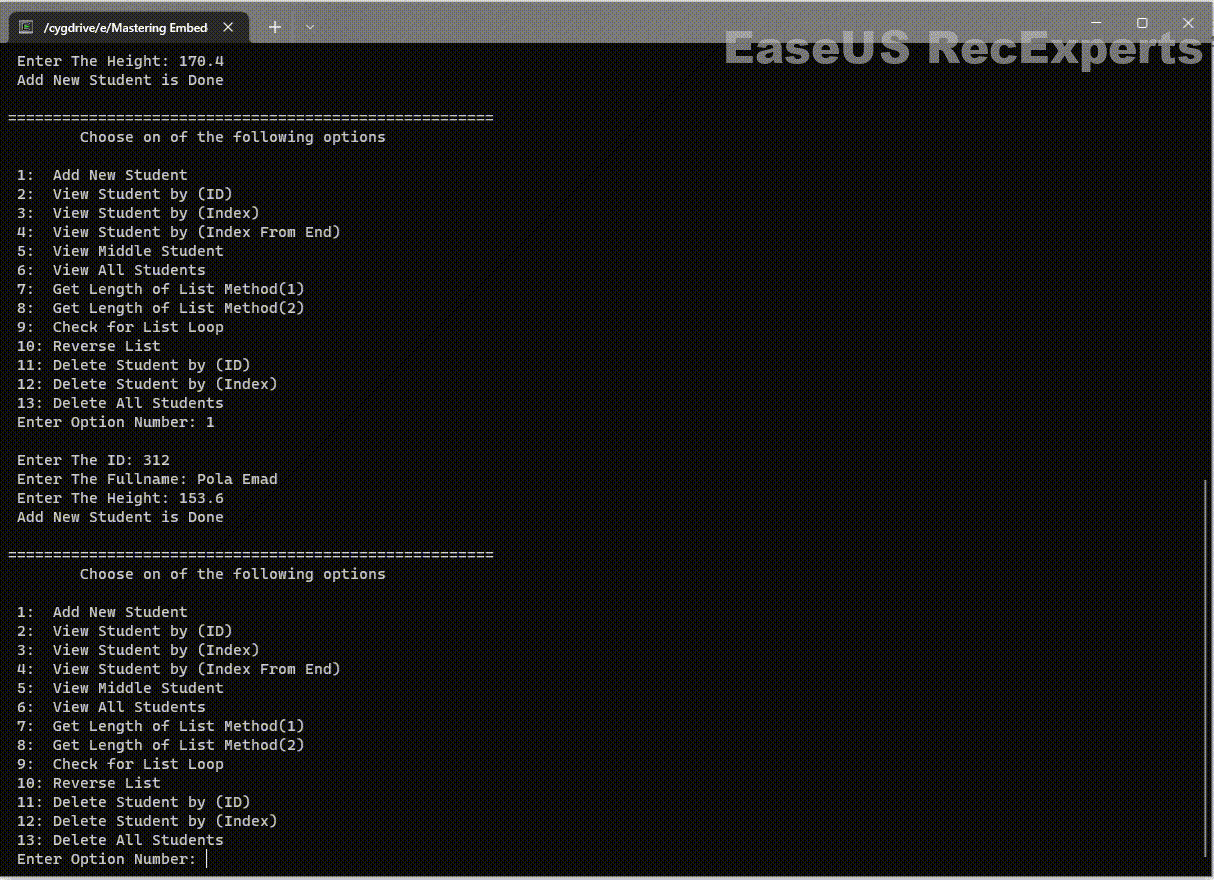 /cygdrive/e/Mastering Embed
EaseUS RecExperts
Enter The Height: 170.4
Add New Student is Done
======================================================
Choose on of the following options
1:  Add New Student
2:  View Student by (ID)
3:  View Student by (Index)
4:  View Student by (Index From End)
5:  View Middle Student
6:  View All Students
7:  Get Length of List Method(1)
8:  Get Length of List Method(2)
9:  Check for List Loop
10: Reverse List
11: Delete Student by (ID)
12: Delete Student by (Index)
13: Delete All Students
Enter Option Number: 1
Enter The ID: 312
Enter The Fullname: Pola Emad
Enter The Height: 153.6
Add New Student is Done
======================================================
Choose on of the following options
1:  Add New Student
2:  View Student by (ID)
3:  View Student by (Index)
4:  View Student by (Index From End)
5:  View Middle Student
6:  View All Students
7:  Get Length of List Method(1)
8:  Get Length of List Method(2)
9:  Check for List Loop
10: Reverse List
11: Delete Student by (ID)
12: Delete Student by (Index)
13: Delete All Students
Enter Option Number: